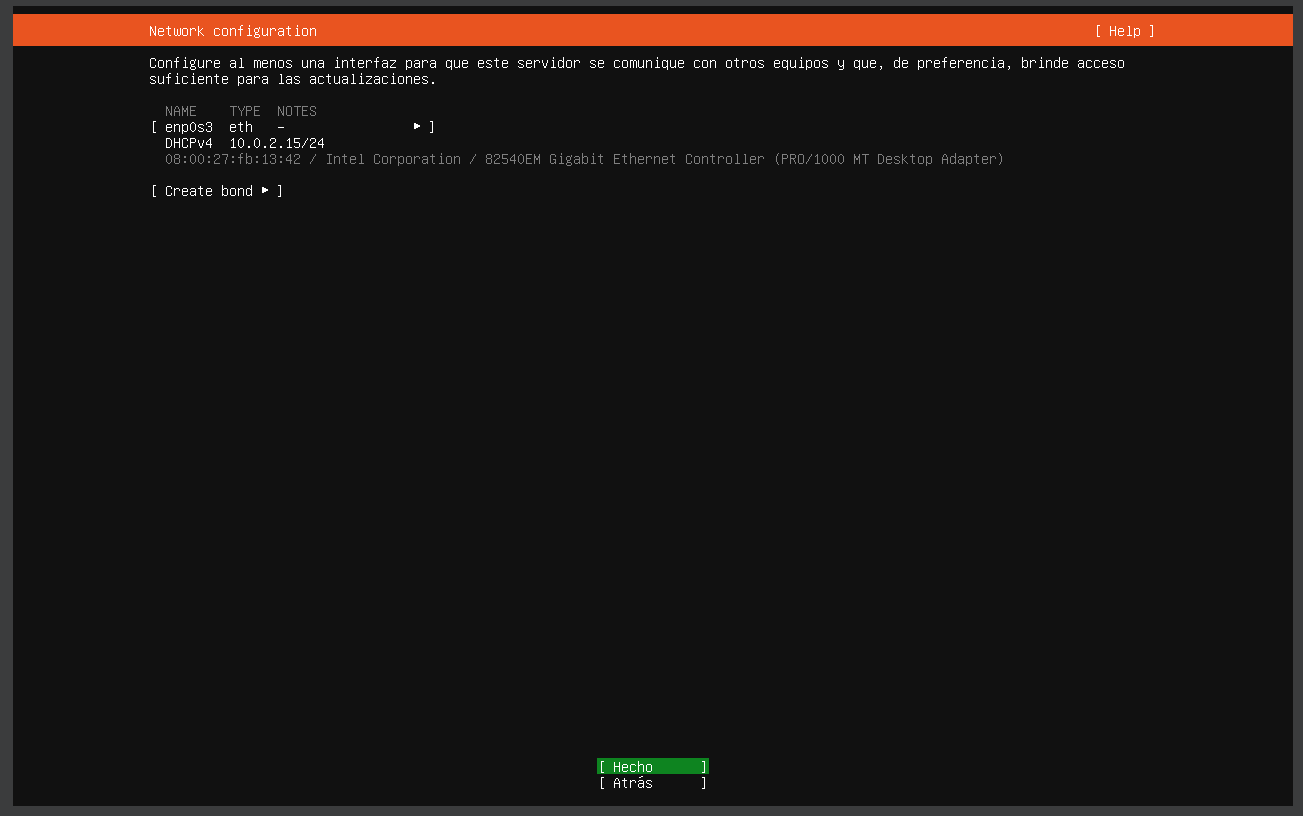 Network configuration [ Help ]
Configure al menos una interfaz para que este servidor se comunique con otros equipos y que, de preferencia, brinde acceso
suficiente para las actualizaciones.
NAME TYPE NOTES
[ enp0s3 eth - ▸ ]
DHCPv4 10.0.2.15/24
08:00:27:fb:13:42 / Intel Corporation / 82540EM Gigabit Ethernet Controller (PRO/1000 MT Desktop Adapter)
[ Create bond ▸ ]
[ Hecho ]
[ Atrás ]